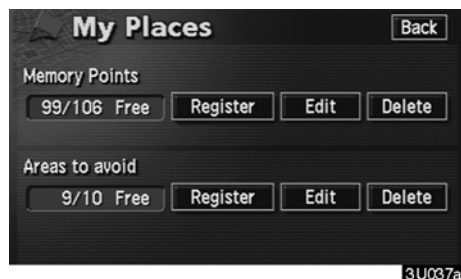 My Places Back
Memory Points
99/106 Free Register Edit Delete
Areas to avoid
9/10 Free Register Edit Delete
3U037a